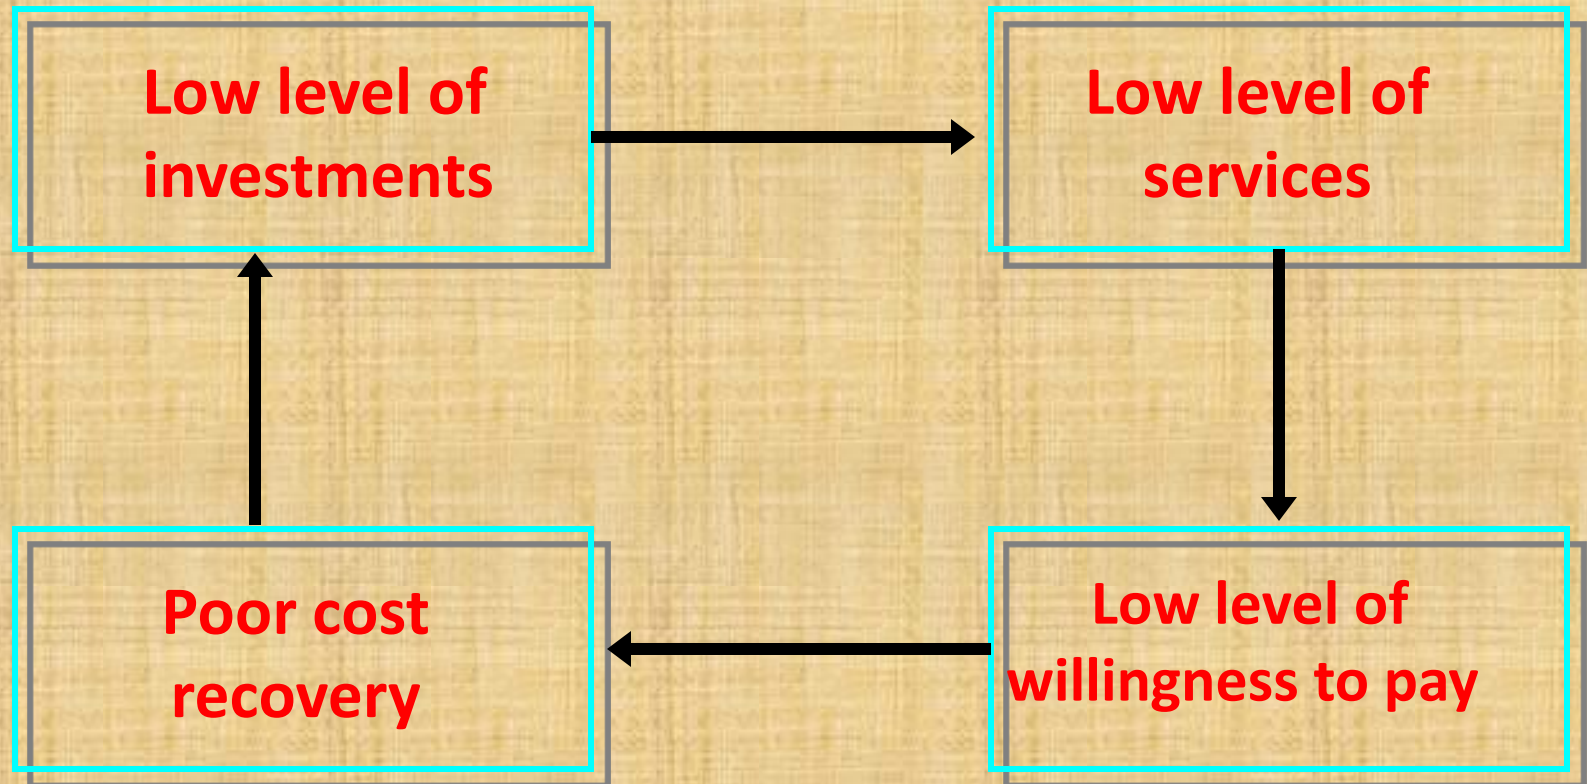 Low level of
investments
Low level of
services
Poor cost
recovery
Low level of
willingness to pay